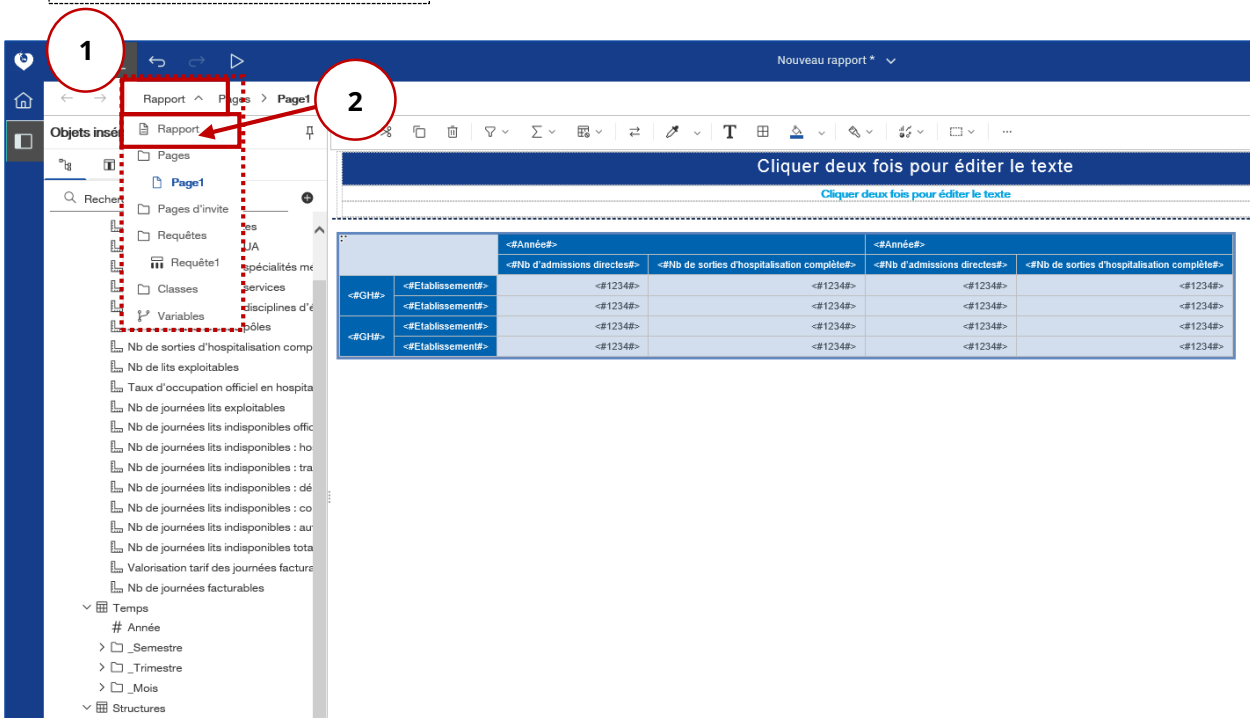 1
Nouveau rapport *
Rapport Pages > Page1
2
Objets insér
Rapport
Pages
Page1
Pages d'invite
Requêtes
Requête1
Classes
Variables
T
Cliquer deux fois pour éditer le texte
Cliquer deux fois pour éditer le texte
Recher
es
UA
spécialités me
services
disciplines d'é
pôles
Nb de sorties d'hospitalisation comp
Nb de lits exploitables
Taux d'occupation officiel en hospita
Nb de journées lits exploitables
Nb de journées lits indisponibles offic
Nb de journées lits indisponibles : ho
Nb de journées lits indisponibles : tra
Nb de journées lits indisponibles : dé
Nb de journées lits indisponibles : co
Nb de journées lits indisponibles : au
Nb de journées lits indisponibles tota
Valorisation tarif des journées factura
Nb de journées facturables
Temps
# Année
_Semestre
_Trimestre
_Mois
Structures
<#Année#> <#Année#>
<#Nb d'admissions directes#> <#Nb de sorties d'hospitalisation complète#> <#Nb d'admissions directes#> <#Nb de sorties d'hospitalisation complète#>
<#GH#> <#Etablissement#> <#1234#> <#1234#> <#1234#> <#1234#>
<#Etablissement#> <#1234#> <#1234#> <#1234#> <#1234#>
<#GH#> <#Etablissement#> <#1234#> <#1234#> <#1234#> <#1234#>
<#Etablissement#> <#1234#> <#1234#> <#1234#> <#1234#>